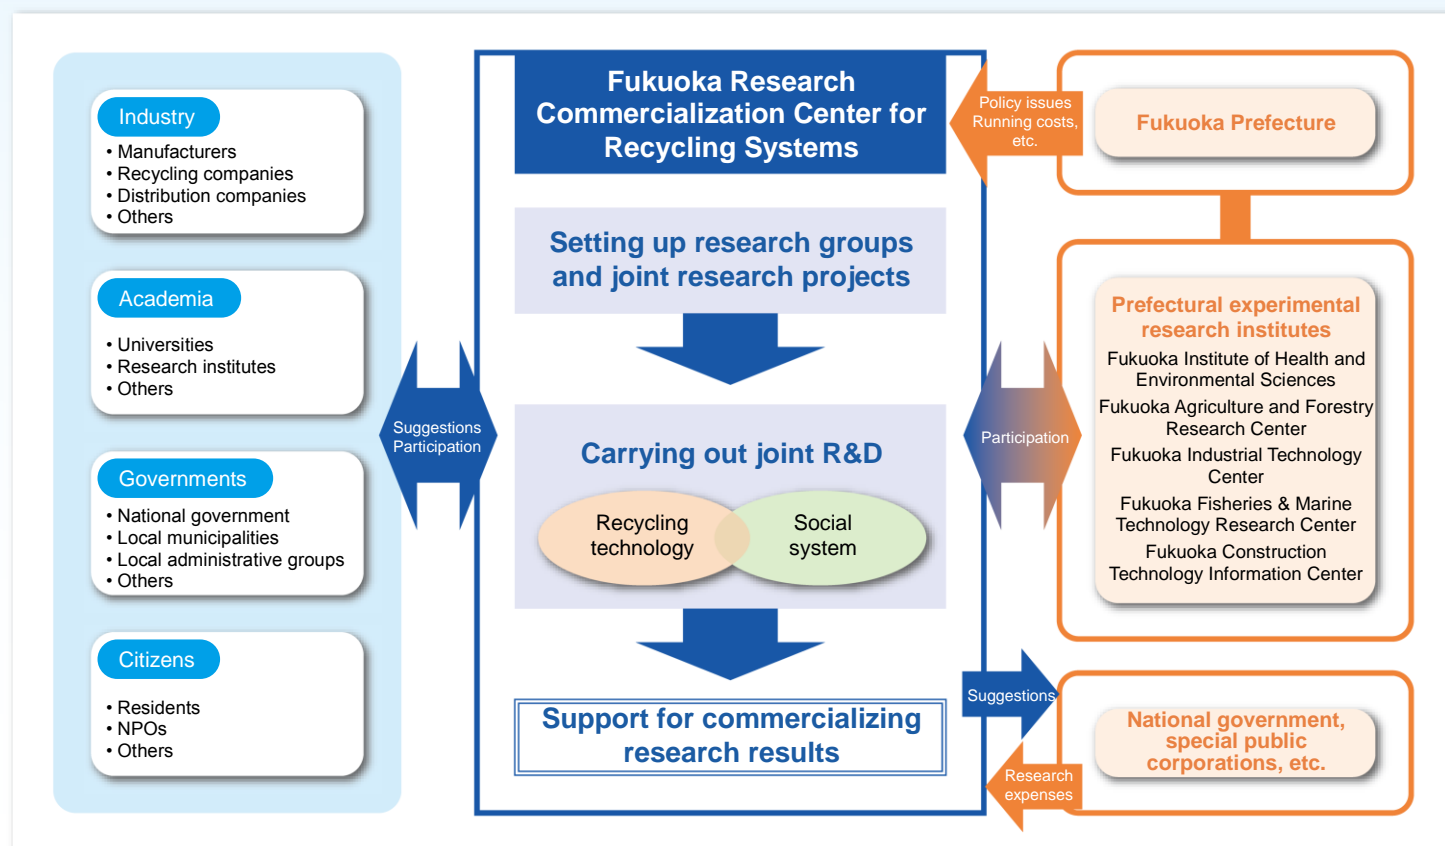 Industry
• Manufacturers
• Recycling companies
• Distribution companies
• Others
Academia
• Universities
• Research institutes
• Others
Governments
• National government
• Local municipalities
• Local administrative groups
• Others
Citizens
• Residents
• NPOs
• Others
Suggestions
Participation
Fukuoka Research
Commercialization Center for
Recycling Systems
Setting up research groups
and joint research projects
Carrying out joint R&D
Recycling
technology
Social
system
Support for commercializing
research results
Policy issues
Running costs,
etc.
Fukuoka Prefecture
Participation
Prefectural experimental
research institutes
Fukuoka Institute of Health and
Environmental Sciences
Fukuoka Agriculture and Forestry
Research Center
Fukuoka Industrial Technology
Center
Fukuoka Fisheries & Marine
Technology Research Center
Fukuoka Construction
Technology Information Center
Suggestions
Research
expenses
National government,
special public
corporations, etc.